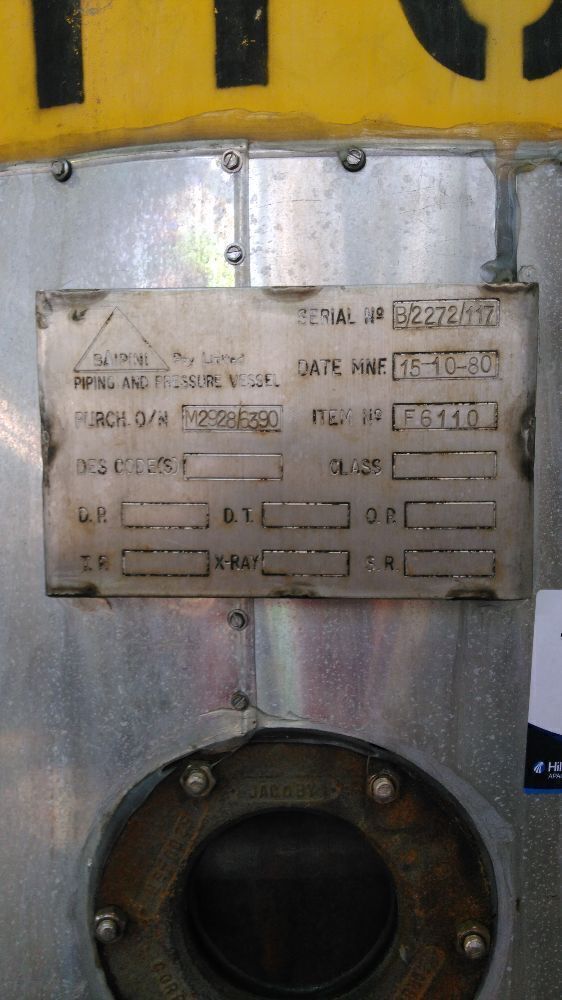 BAIPINI Pty Limited
PIPING AND PRESSURE VESSEL
SERIAL Nº B/2272/117
DATE MNF. 15-10-80
PURCH. O/N M2928/6390 ITEM Nº F6110
DES CODE(S) CLASS
D.P. D.T. O.P.
T.P. X-RAY S.R.
JACOBY